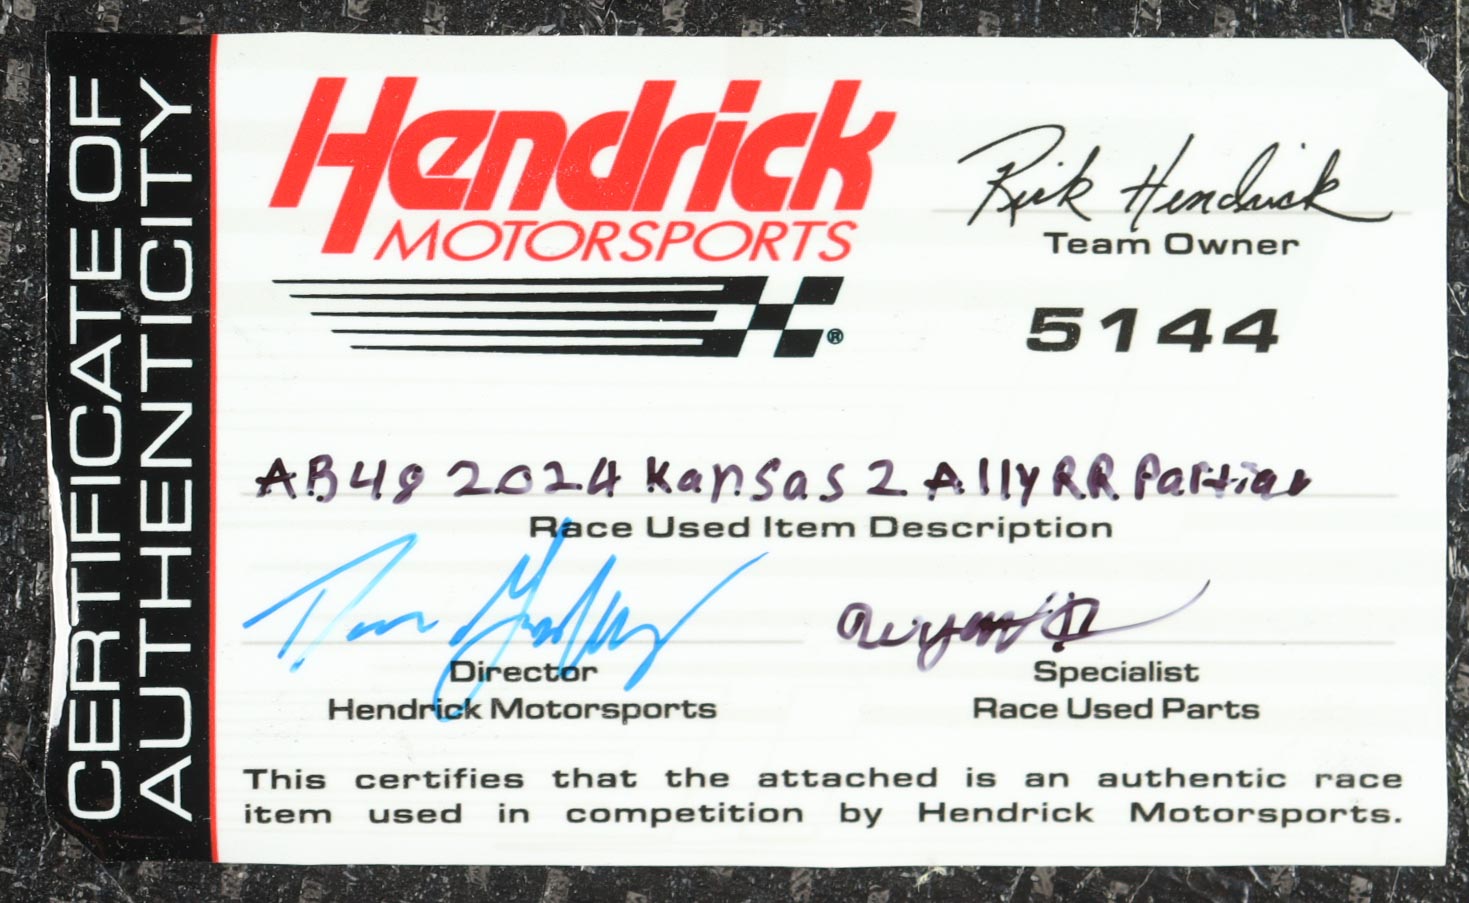 CERTIFICATE OF
AUTHENTICITY
Hendrick
MOTORSPORTS
®
Rick Hendrick
Team Owner
5144
AB48 2024 Kansas 2 Ally RR Partial
Race Used Item Description
Director
Hendrick Motorsports
Specialist
Race Used Parts
This certifies that the attached is an authentic race
item used in competition by Hendrick Motorsports.